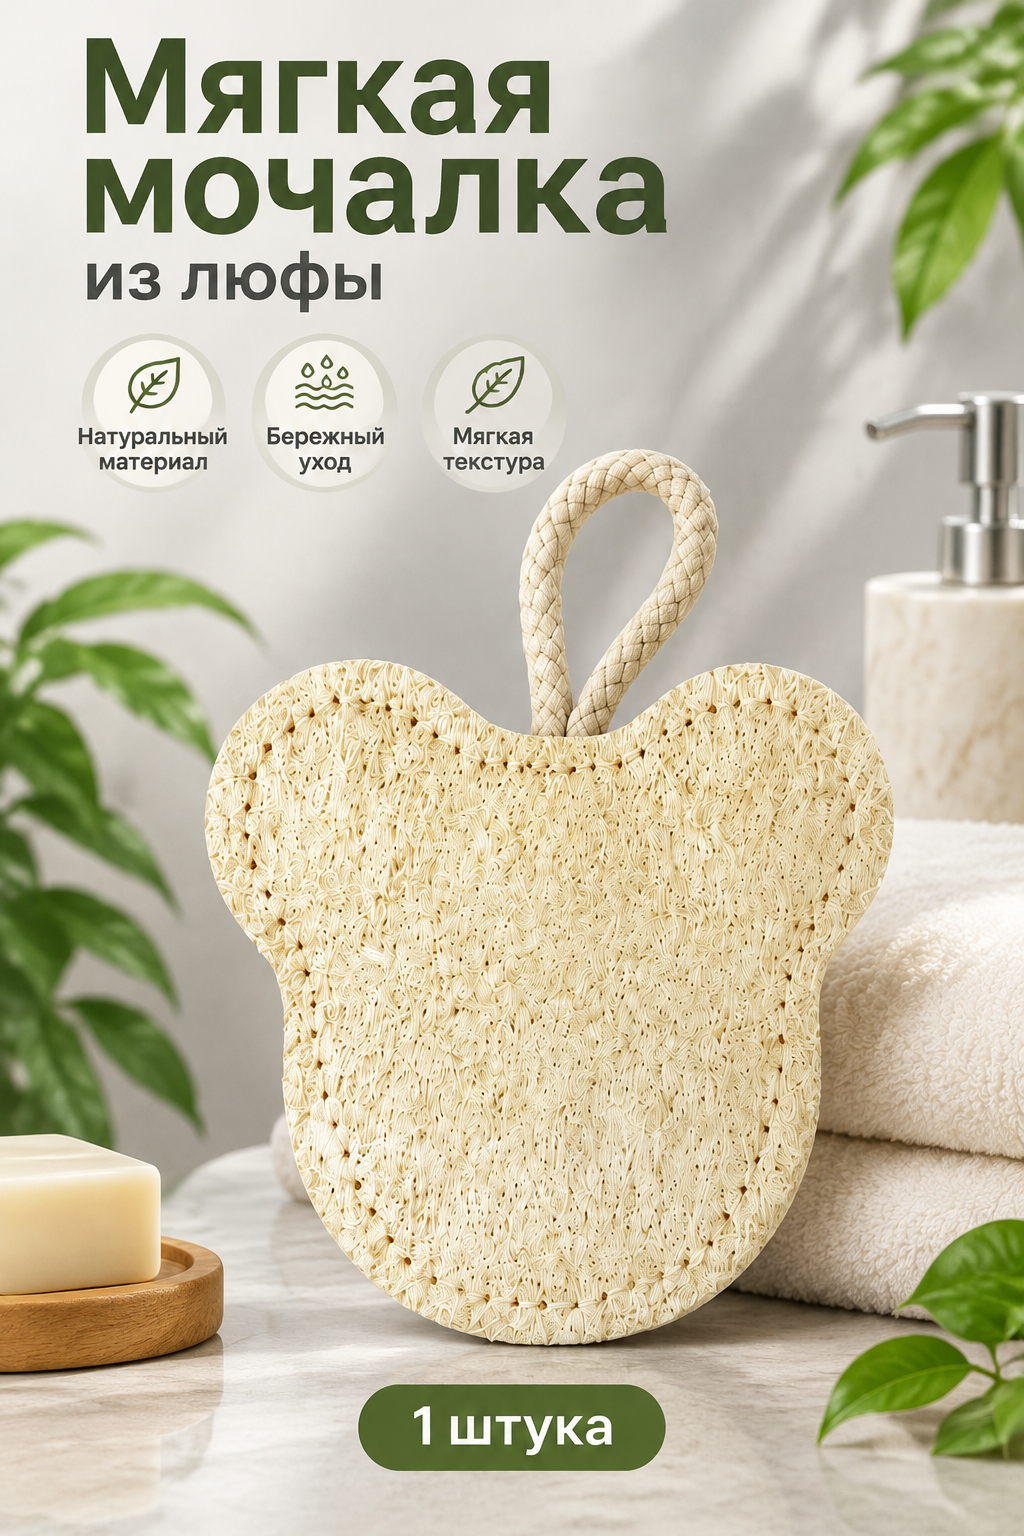 Мягкая
мочалка
из люфы
Натуральный
материал
Бережный
уход
Мягкая
текстура
1 штука